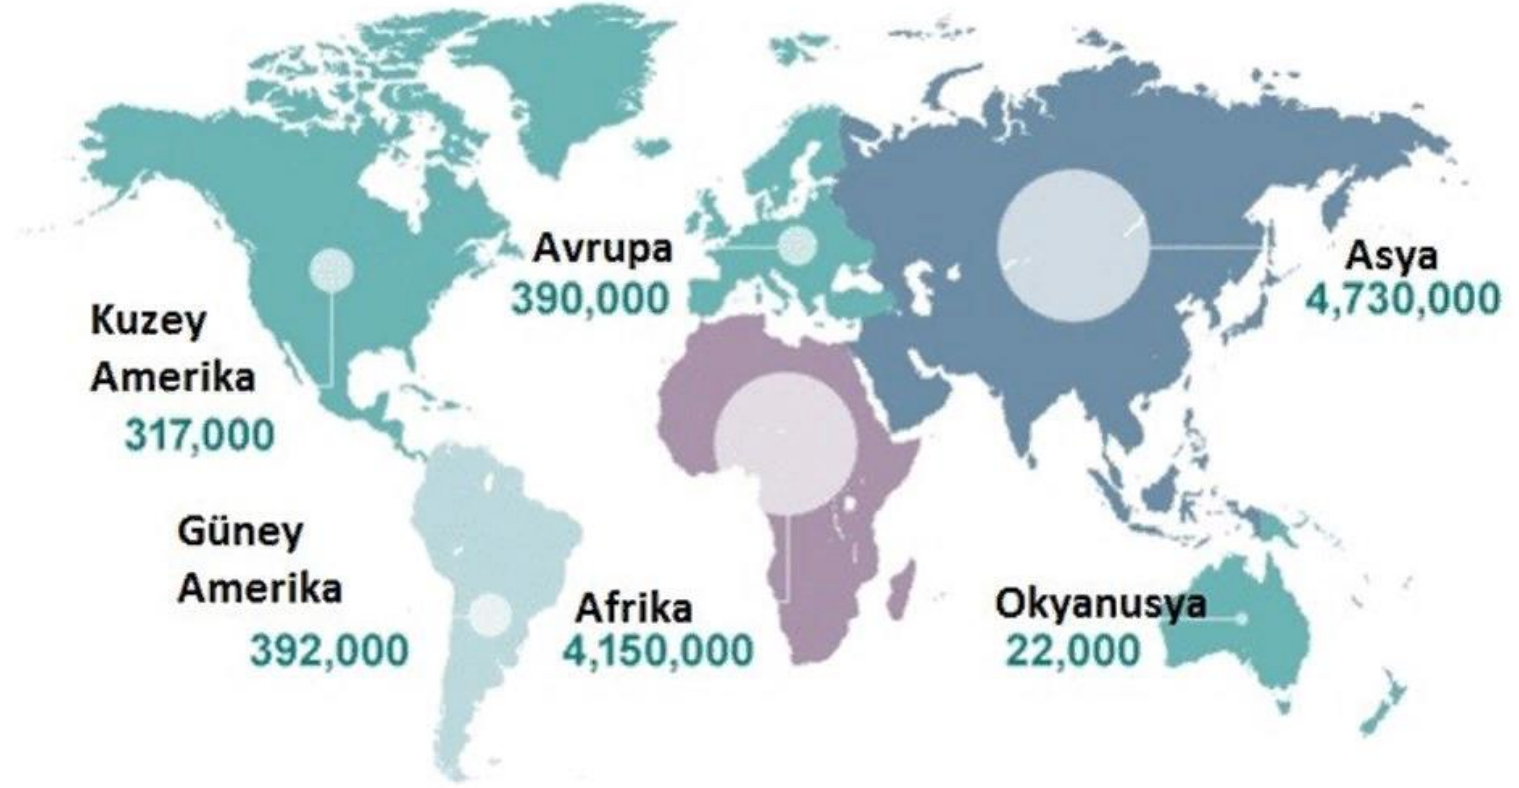 Avrupa
390,000
Asya
4,730,000
Kuzey
Amerika
317,000
Güney
Amerika
392,000
Afrika
4,150,000
Okyanusya
22,000